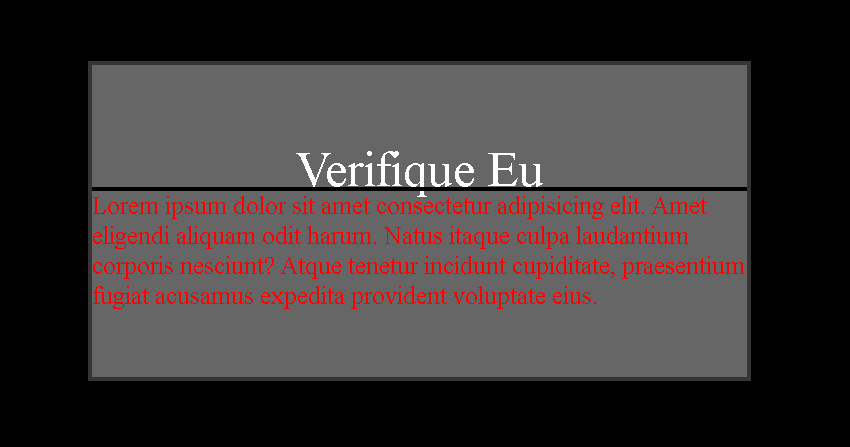 Verifique Eu
Lorem ipsum dolor sit amet consectetur adipisicing elit. Amet
eligendi aliquam odit harum. Natus itaque culpa laudantium
corporis nesciunt? Atque tenetur incidunt cupiditate, praesentium
fugiat acusamus expedita provident voluptate eius.